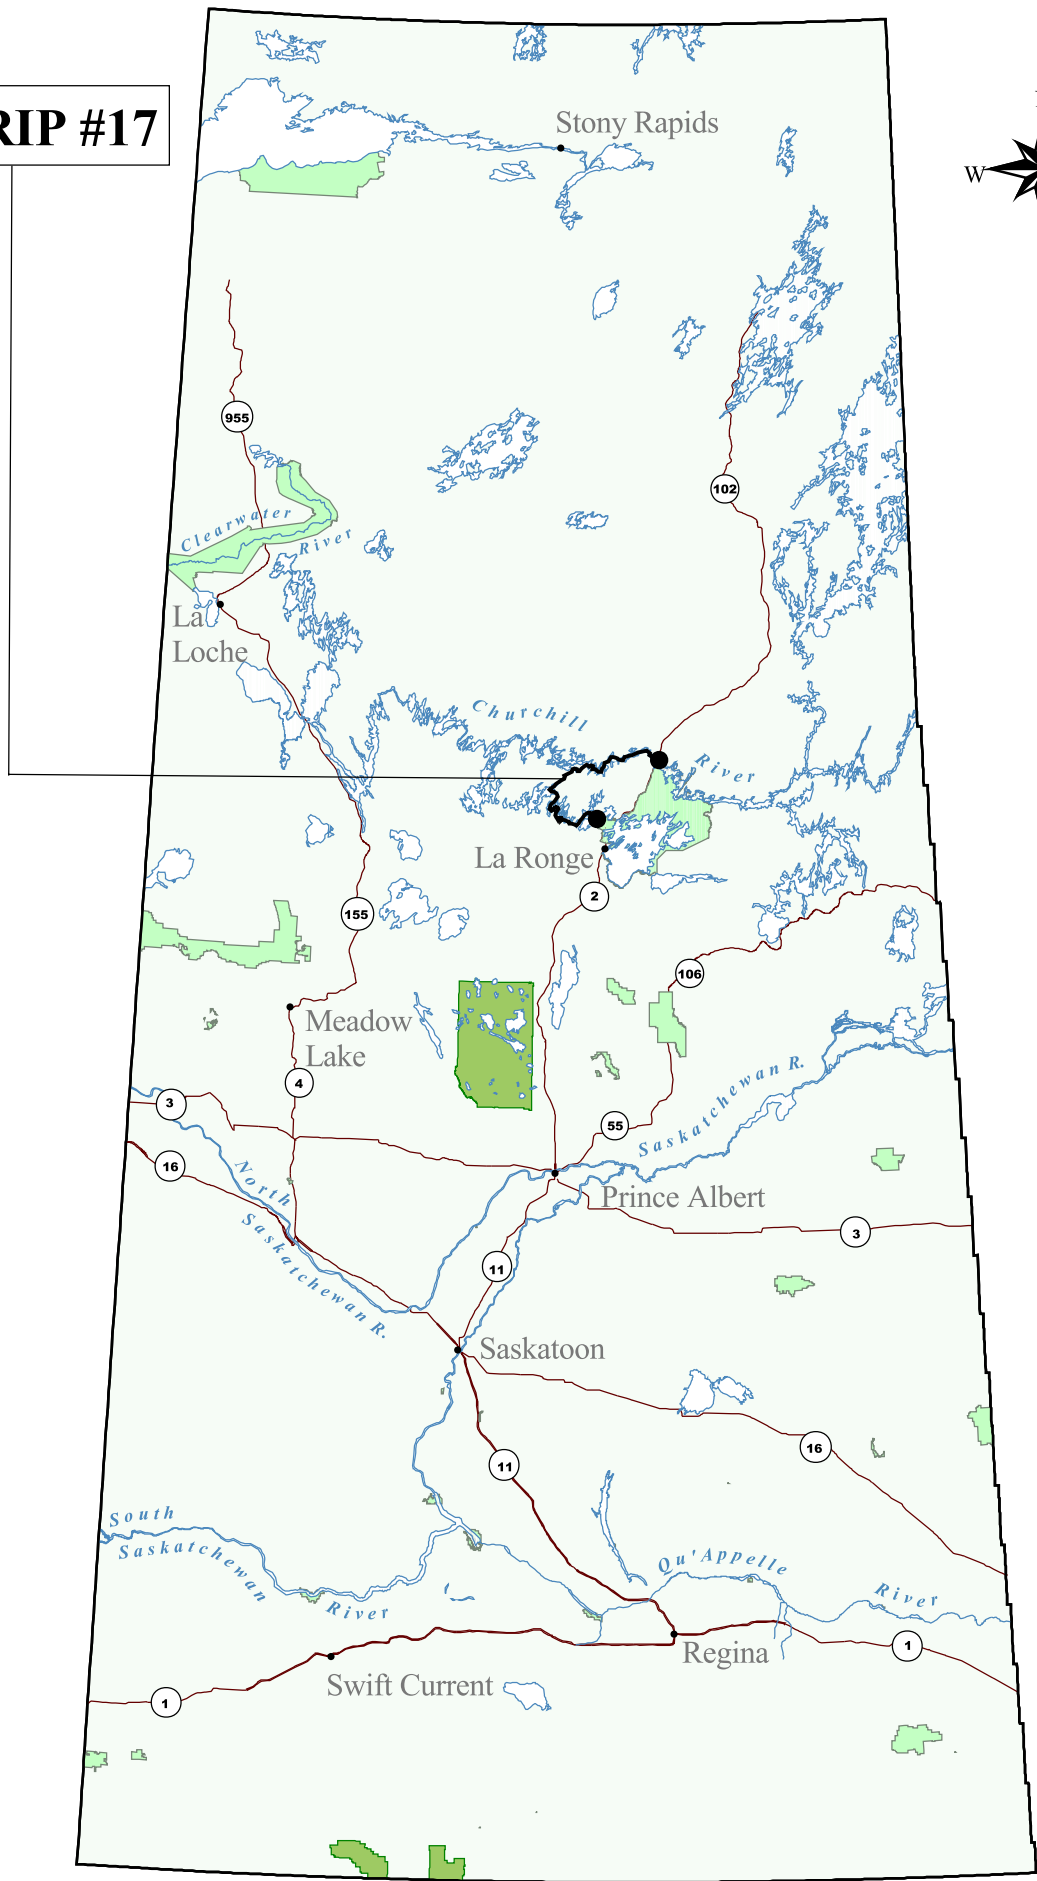 RIP #17
Stony Rapids
W
955
102
Clearwater
River
La
Loche
Churchill
River
La Ronge
2
155
106
Meadow
Lake
4
3
55
Saskatchewan R.
16
North
Saskatchewan R.
Prince Albert
3
11
Saskatoon
16
11
South
Saskatchewan
River
Qu'Appelle
River
Regina
1
Swift Current
1